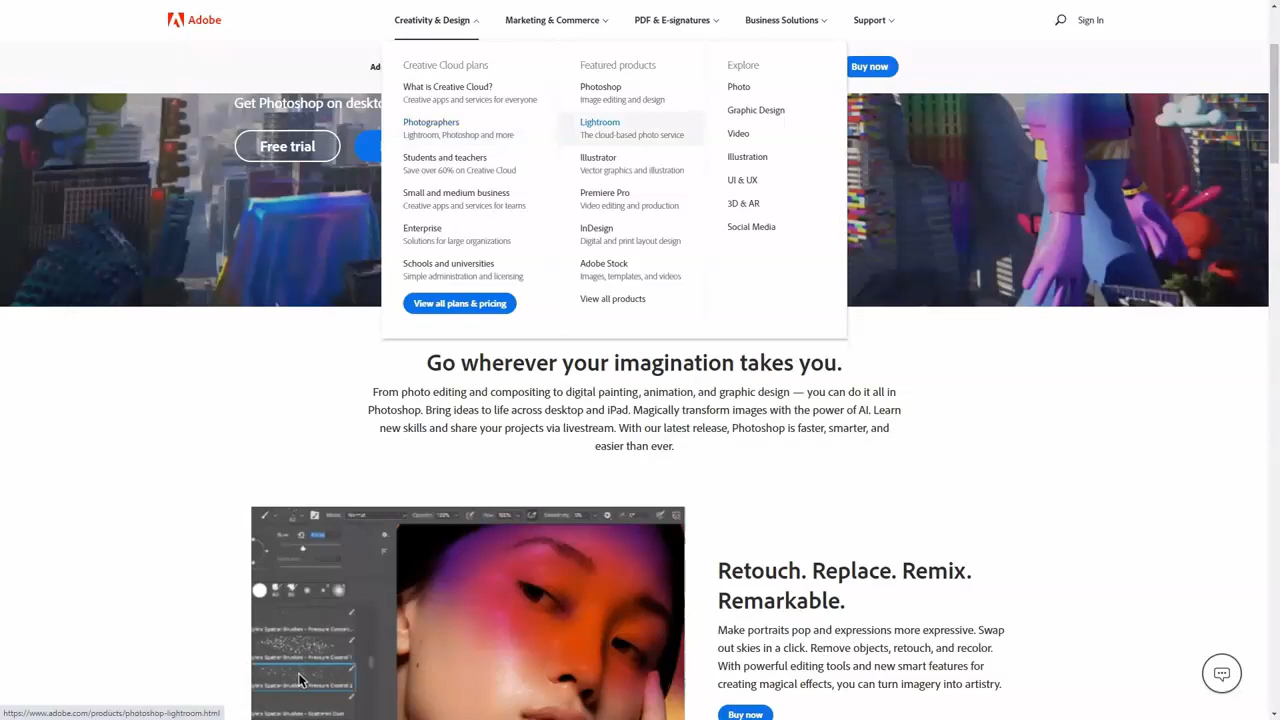 Adobe
Creativity & Design
Marketing & Commerce
PDF & E-signatures
Business Solutions
Support
Sign In
Buy now
Get Photoshop on
Free trial
Creative Cloud plans
What is Creative Cloud?
Creative apps and services for everyone
Photographers
Lightroom, Photoshop and more
Students and teachers
Save over 60% on Creative Cloud
Small and medium business
Creative apps and services for teams
Enterprise
Solutions for large organizations
Schools and universities
Simple administration and licensing
View all plans & pricing
Featured products
Photoshop
Image editing and design
Lightroom
The cloud-based photo service
Illustrator
Vector graphics and illustration
Premiere Pro
Video editing and production
InDesign
Digital and print layout design
Adobe Stock
Images, templates, and videos
View all products
Explore
Photo
Graphic Design
Video
Illustration
UI & UX
3D & AR
Social Media
Go wherever your imagination takes you.
From photo editing and compositing to digital painting, animation, and graphic design — you can do it all in
Photoshop. Bring ideas to life across desktop and iPad. Magically transform images with the power of AI. Learn
new skills and share your projects via livestream. With our latest release, Photoshop is faster, smarter, and
easier than ever.
Retouch. Replace. Remix.
Remarkable.
Make portraits pop and expressions more expressive. Swap
out skies in a click. Remove objects, retouch, and recolor.
With powerful editing tools and new smart features for
creating magical effects, you can turn imagery into artistry.
Buy now
https://www.adobe.com/products/photoshop-lightroom.html